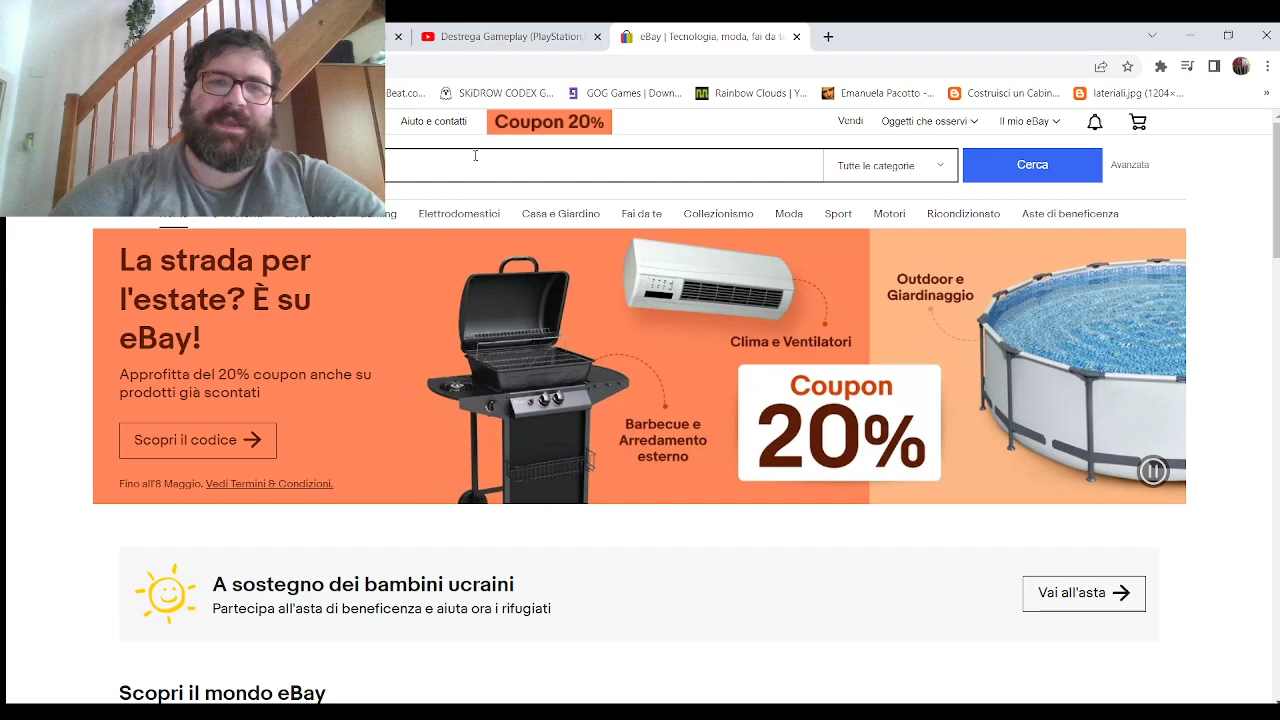 Destrega Gameplay (PlayStation,
eBay | Tecnologia, moda, fai da te
Beat.co...
SKiDROW CODEX G...
GOG Games | Down...
Rainbow Clouds | Y...
Emanuela Pacotto -...
Costruisci un Cabin...
lateriali.jpg (1204×...
»
Aiuto e contatti
Coupon 20%
Vendi
Oggetti che osservi
Il mio eBay
Tutte le categorie
Cerca
Avanzata
Elettrodomestici
Casa e Giardino
Fai da te
Collezionismo
Moda
Sport
Motori
Ricondizionato
Aste di beneficenza
La strada per
l'estate? È su
eBay!
Approfitta del 20% coupon anche su
prodotti già scontati
Scopri il codice
Fino all'8 Maggio. Vedi Termini & Condizioni.
Barbecue e
Arredamento
esterno
Clima e Ventilatori
Coupon
20%
Outdoor e
Giardinaggio
A sostegno dei bambini ucraini
Partecipa all'asta di beneficenza e aiuta ora i rifugiati
Vai all'asta
Scopri il mondo eBay